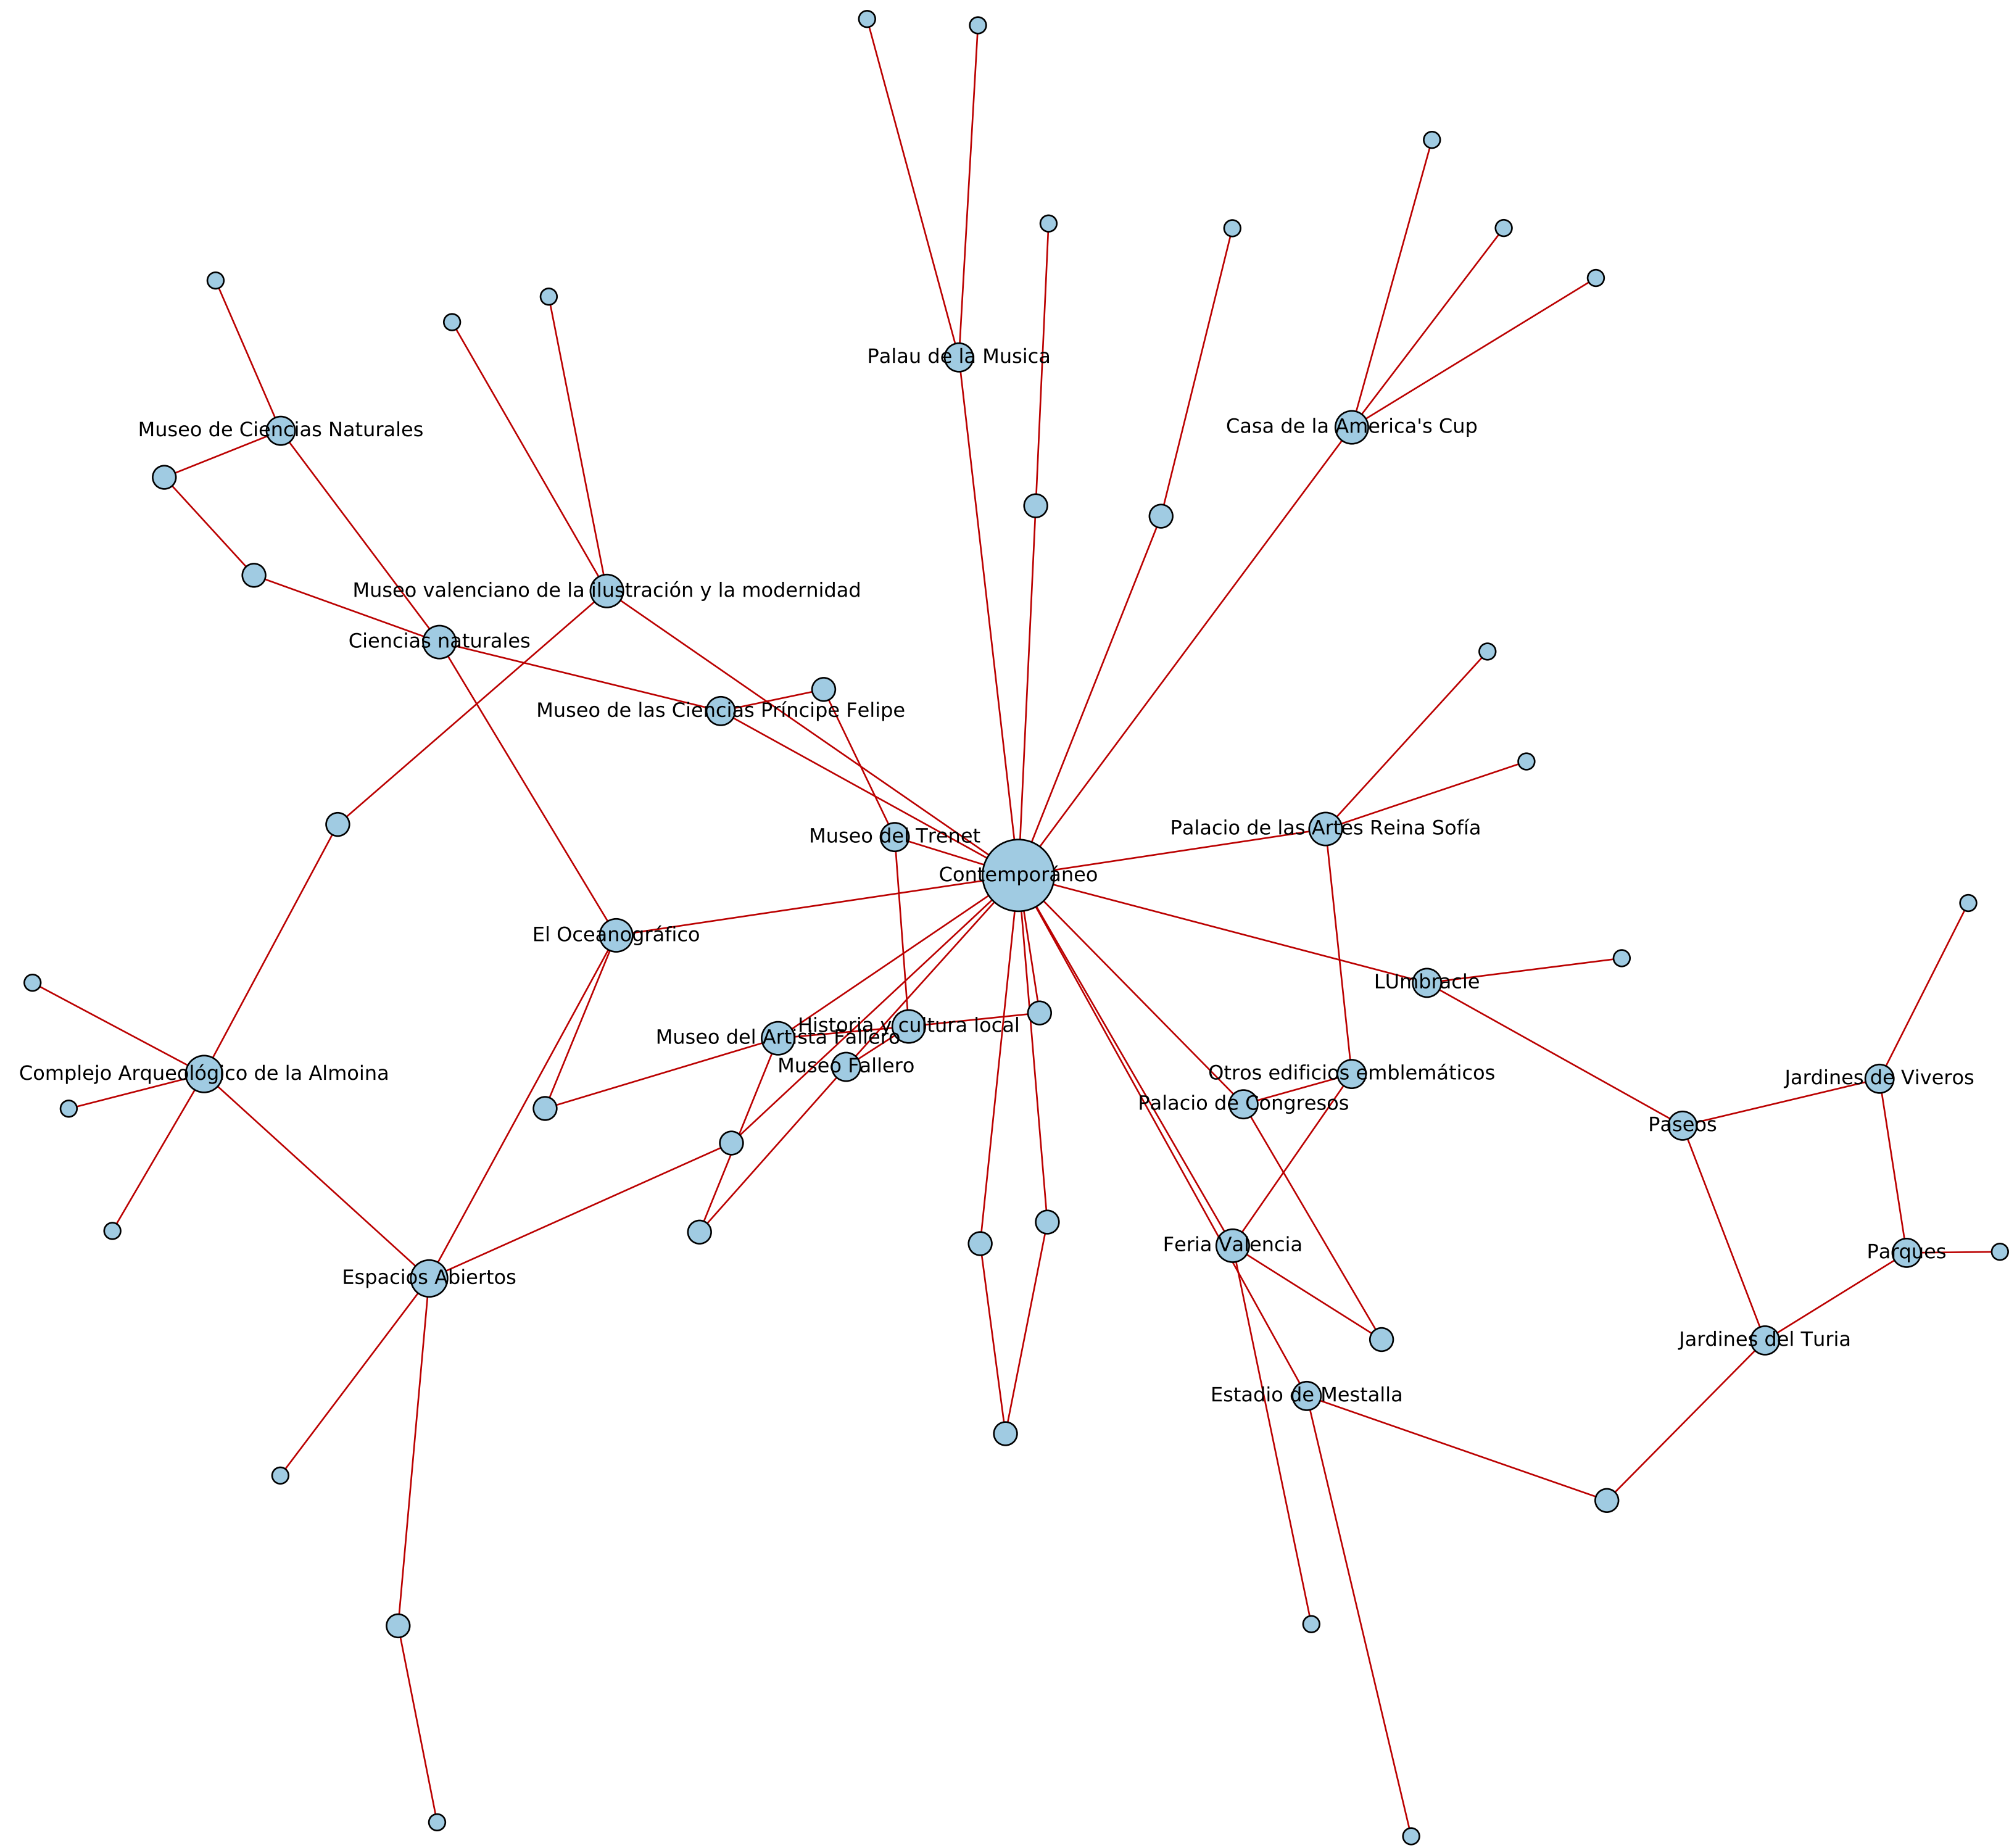 Palau de la Musica
Casa de la America's Cup
Museo de Ciencias Naturales
Museo valenciano de la ilustración y la modernidad
Ciencias naturales
Museo de las Ciencias Príncipe Felipe
Palacio de las Artes Reina Sofía
Museo del Trenet
Contemporáneo
El Oceanográfico
LUmbracle
Historia y cultura local
Museo del Artista Fallero
Museo Fallero
Complejo Arqueológico de la Almoina
Otros edificios emblemáticos
Jardines de Viveros
Palacio de Congresos
Paseos
Feria Valencia
Parques
Espacios Abiertos
Jardines del Turia
Estadio de Mestalla